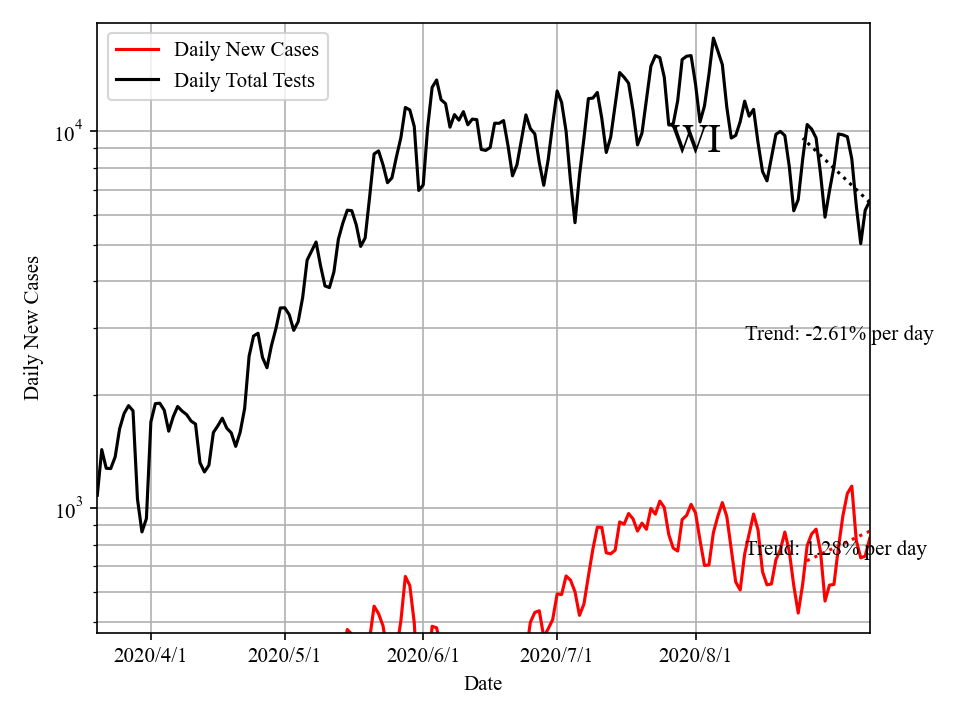 Daily New Cases
Daily Total Tests
WI
10^4
Trend: -2.61% per day
10^3
Trend: 1.28% per day
Daily New Cases
2020/4/1 2020/5/1 2020/6/1 2020/7/1 2020/8/1
Date